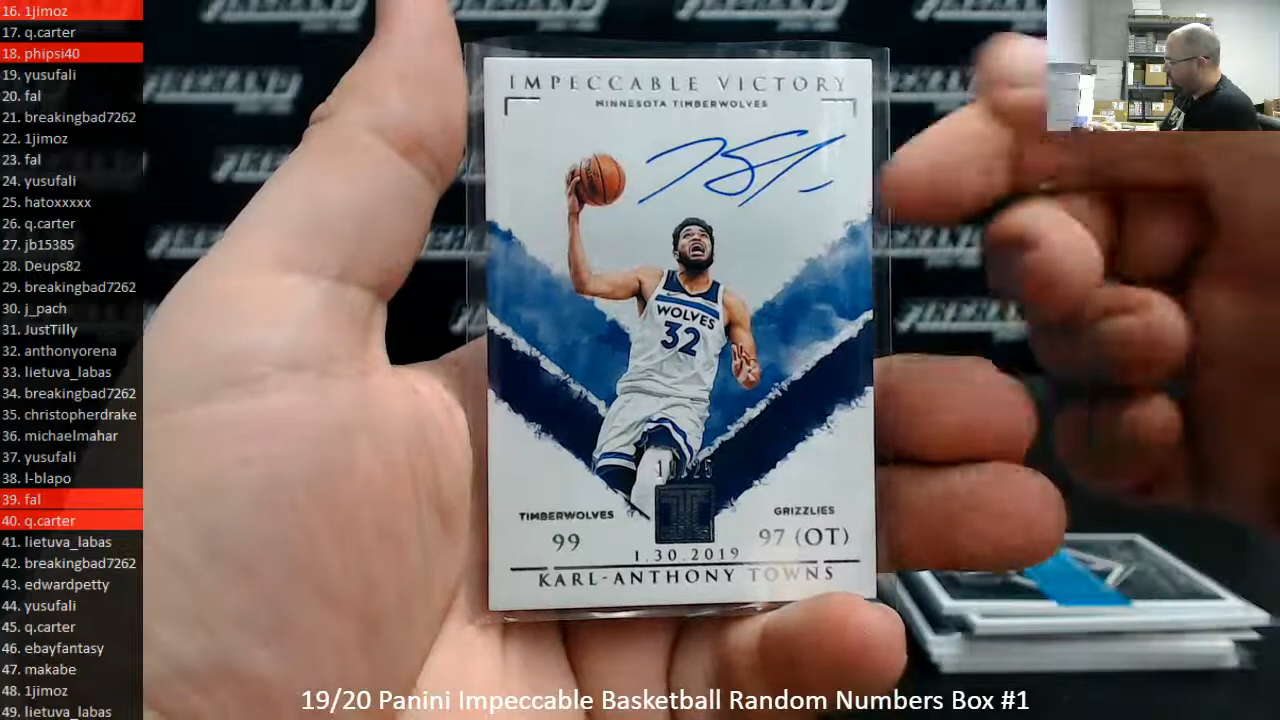 16. 1jimoz
17. q.carter
18. phipsi40
19. yusufali
20. fal
21. breakingbad7262
22. 1jimoz
23. fal
24. yusufali
25. hatoxxxxx
26. q.carter
27. jb15385
28. Deups82
29. breakingbad7262
30. j_pach
31. JustTilly
32. anthonyorena
33. lietuva_labas
34. breakingbad7262
35. christopherdrake
36. michaelmahar
37. yusufali
38. l-blapo
39. fal
40. q.carter
41. lietuva_labas
42. breakingbad7262
43. edwardpetty
44. yusufali
45. q.carter
46. ebayfantasy
47. makabe
48. 1jimoz
49. lietuva_labas
IMPECCABLE VICTORY
MINNESOTA TIMBERWOLVES
WOLVES
32
TIMBERWOLVES
99
GRIZZLIES
97 (OT)
1.30.2019
KARL-ANTHONY TOWNS
19/20 Panini Impeccable Basketball Random Numbers Box #1